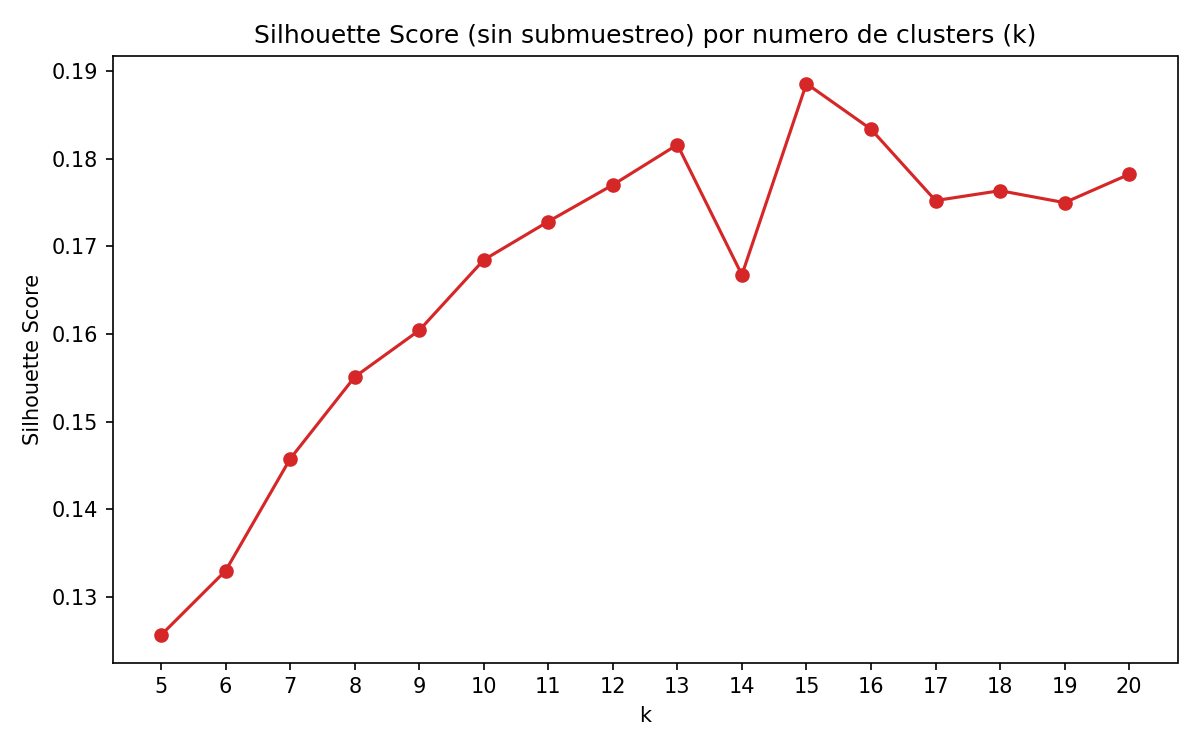 Silhouette Score (sin submuestreo) por numero de clusters (k)
Silhouette Score
0.19
0.18
0.17
0.16
0.15
0.14
0.13
5 6 7 8 9 10 11 12 13 14 15 16 17 18 19 20
k